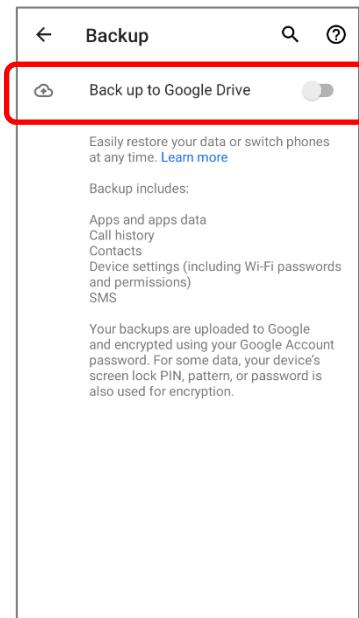 Backup
Back up to Google Drive
Easily restore your data or switch phones
at any time. Learn more
Backup includes:
Apps and apps data
Call history
Contacts
Device settings (including Wi-Fi passwords
and permissions)
SMS
Your backups are uploaded to Google
and encrypted using your Google Account
password. For some data, your device's
screen lock PIN, pattern, or password is
also used for encryption.